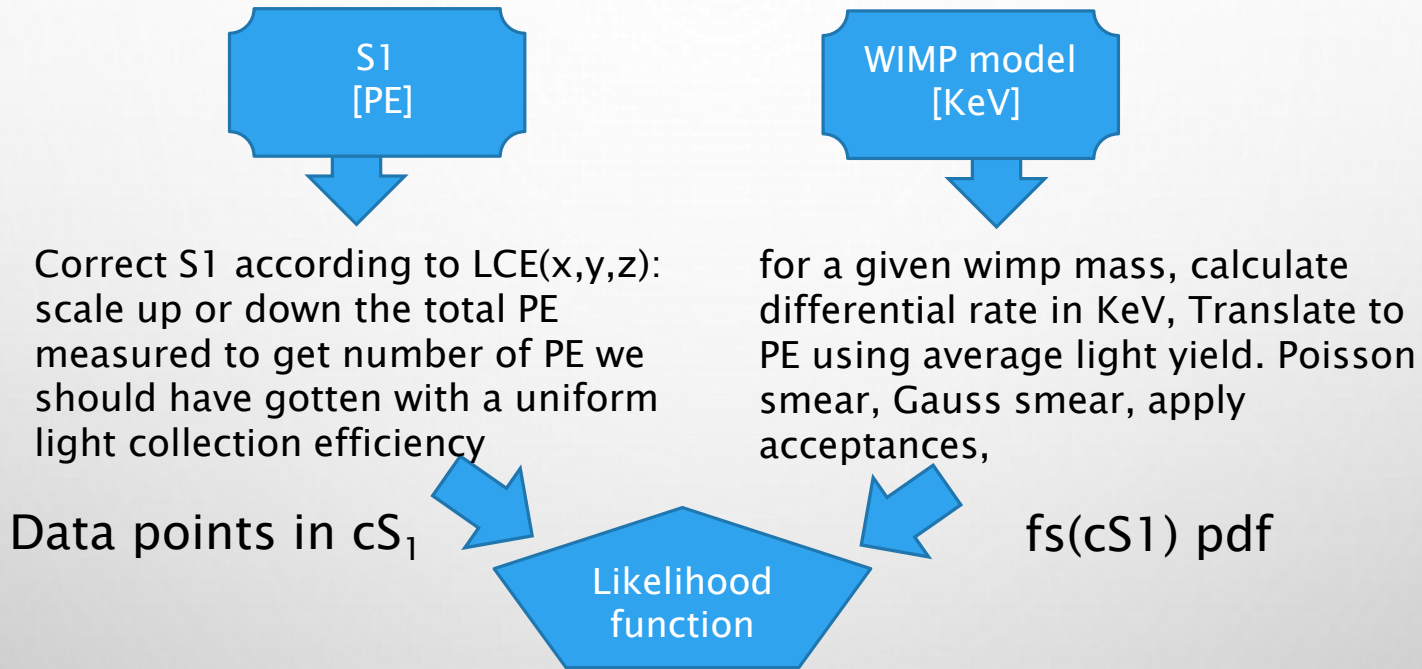 S1
[PE]
WIMP model
[KeV]
Correct S1 according to LCE(x,y,z):
scale up or down the total PE
measured to get number of PE we
should have gotten with a uniform
light collection efficiency
for a given wimp mass, calculate
differential rate in KeV, Translate to
PE using average light yield. Poisson
smear, Gauss smear, apply
acceptances,
Data points in cS₁
fs(cS1) pdf
Likelihood
function